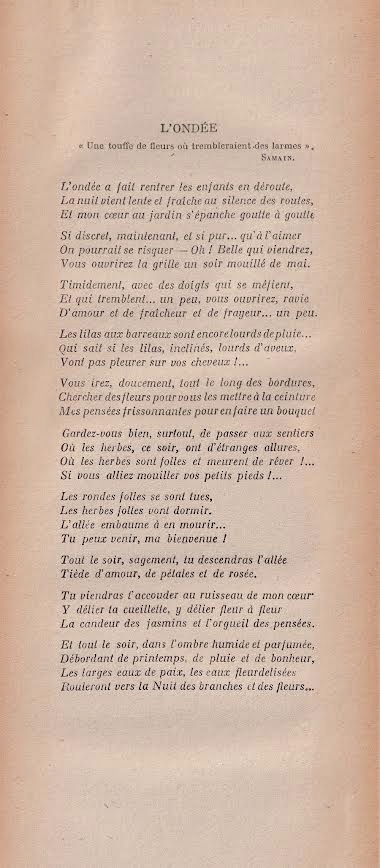 L'ONDÉE
« Une touffe de fleurs où trembleraient des larmes ».
SAMAIN.
L'ondée a fait rentrer les enfants en déroute,
La nuit vient lente et fraîche au silence des routes,
Et mon cœur au jardin s'épanche goutte à goutte
Si discret, maintenant, et si pur... qu'à l'aimer
On pourrait se risquer — Oh ! Belle qui viendrez,
Vous ouvrirez la grille un soir mouillé de mai.
Timidement, avec des doigts qui se méfient,
Et qui tremblent... un peu, vous ouvrirez, ravie
D'amour et de fraîcheur et de frayeur... un peu.
Les lilas aux barreaux sont encore lourds de pluie...
Qui sait si les lilas, inclinés, lourds d'aveux,
Vont pas pleurer sur vos cheveux !...
Vous irez, doucement, tout le long des bordures,
Chercher des fleurs pour vous les mettre à la ceinture
Mes pensées frissonnantes pour en faire un bouquet
Gardez-vous bien, surtout, de passer aux sentiers
Où les herbes, ce soir, ont d'étranges allures,
Où les herbes sont folles et meurent de rêver !...
Si vous alliez mouiller vos petits pieds !...
Les rondes folles se sont tues,
Les herbes folles vont dormir.
L'allée embaume à en mourir...
Tu peux venir, ma bienvenue !
Tout le soir, sagement, tu descendras l'allée
Tiède d'amour, de pétales et de rosée.
Tu viendras t'accouder au ruisseau de mon cœur
Y délier ta cueillette, y délier fleur à fleur
La candeur des jasmins et l'orgueil des pensées.
Et tout le soir, dans l'ombre humide et parfumée,
Débordant de printemps, de pluie et de bonheur,
Les larges eaux de paix, les eaux fleurdelisées
Rouleront vers la Nuit des branches et des fleurs...